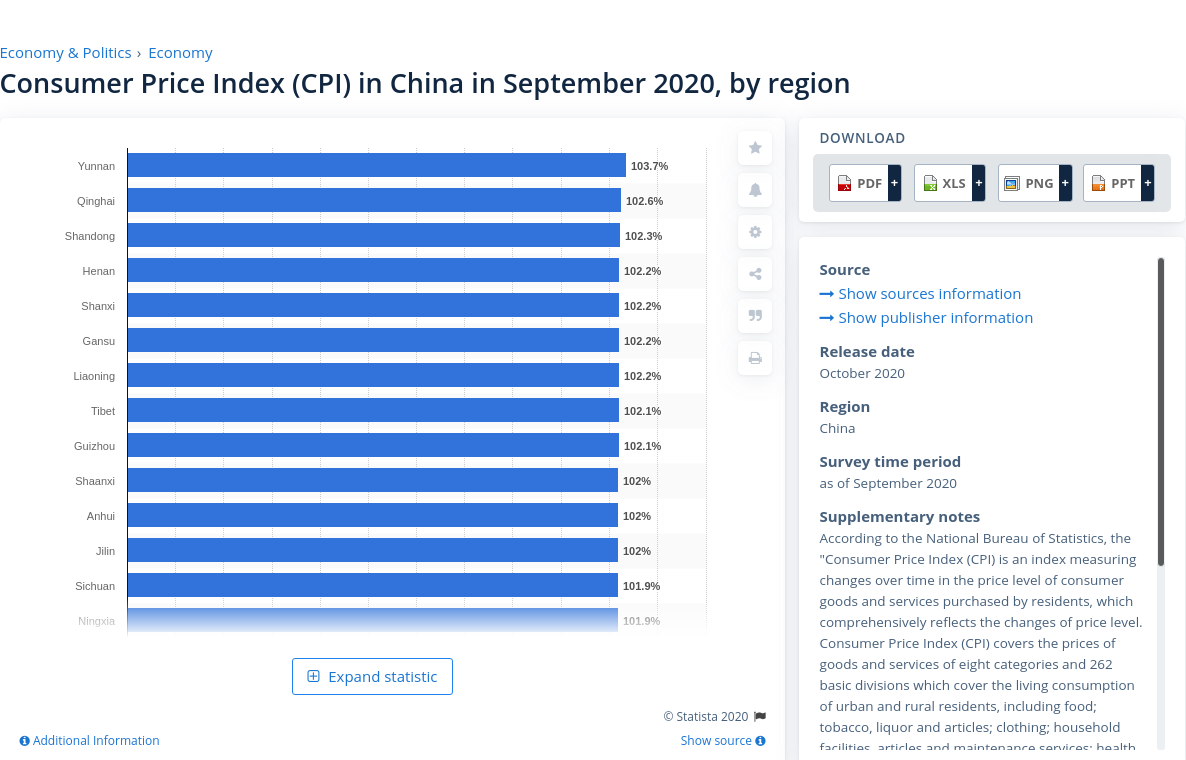 Economy & Politics › Economy
Consumer Price Index (CPI) in China in September 2020, by region
Yunnan 103.7%
Qinghai 102.6%
Shandong 102.3%
Henan 102.2%
Shanxi 102.2%
Gansu 102.2%
Liaoning 102.2%
Tibet 102.1%
Guizhou 102.1%
Shaanxi 102%
Anhui 102%
Jilin 102%
Sichuan 101.9%
Ningxia 101.9%
Expand statistic
© Statista 2020
Additional Information
Show source
DOWNLOAD
PDF + XLS + PNG + PPT +
Source
Show sources information
Show publisher information
Release date
October 2020
Region
China
Survey time period
as of September 2020
Supplementary notes
According to the National Bureau of Statistics, the
"Consumer Price Index (CPI) is an index measuring
changes over time in the price level of consumer
goods and services purchased by residents, which
comprehensively reflects the changes of price level.
Consumer Price Index (CPI) covers the prices of
goods and services of eight categories and 262
basic divisions which cover the living consumption
of urban and rural residents, including food;
tobacco, liquor and articles; clothing; household
facilities, articles and maintenance services; health